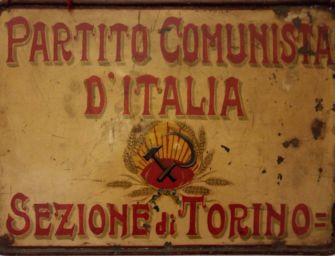 PARTITO COMUNISTA
D'ITALIA
SEZIONE di TORINO=